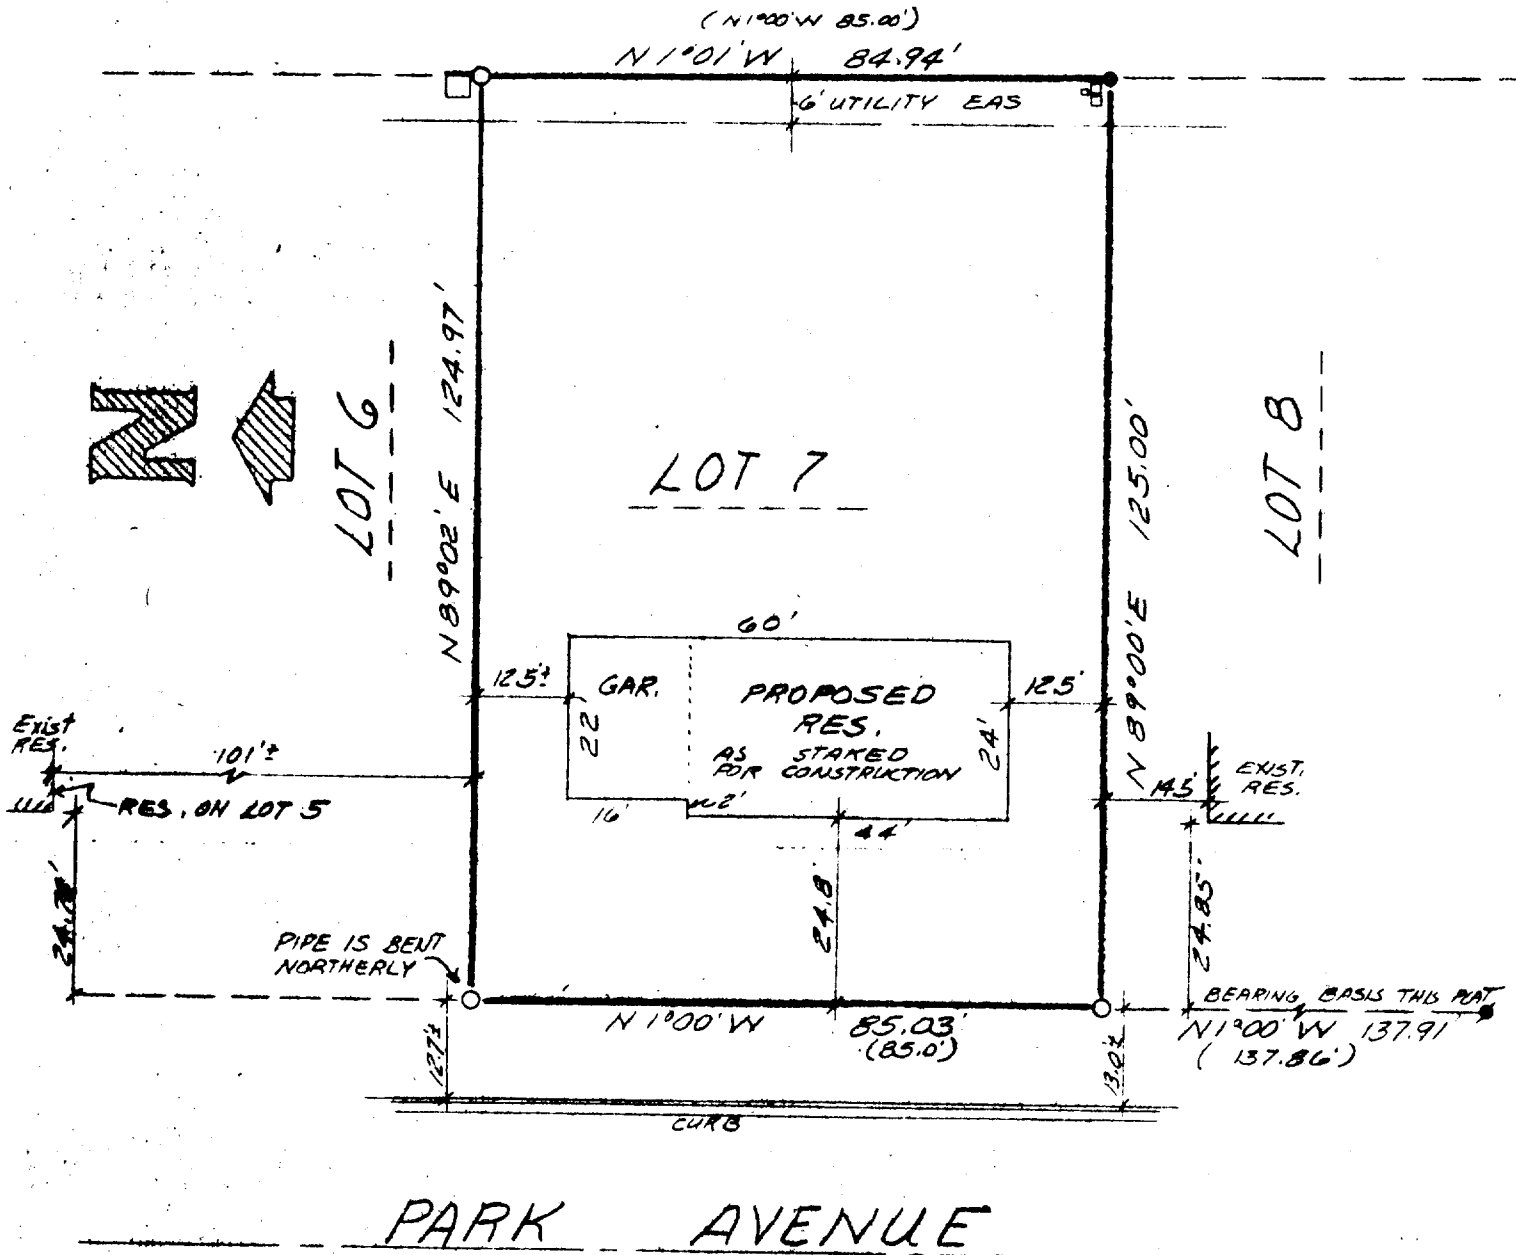 (N1°00'W 85.00')
N 1°01' W 84.94'
6' UTILITY EAS
N 89°02' E 124.97'
N 89°00' E 125.00'
N
LOT 6
LOT 7
LOT 8
60'
12.5'±
GAR.
PROPOSED
RES.
AS STAKED
FOR CONSTRUCTION
22
24'
12.5'
EXIST
RES.
101'±
RES. ON LOT 5
16'
2'
44'
14.5'
EXIST.
RES.
24.8'
24.85'
PIPE IS BENT
NORTHERLY
N 1°00' W 85.03'
(85.0')
BEARING BASIS THIS PLAT
N1°00' W 137.91'
(137.86')
12.7'±
13.0'±
CURB
PARK AVENUE